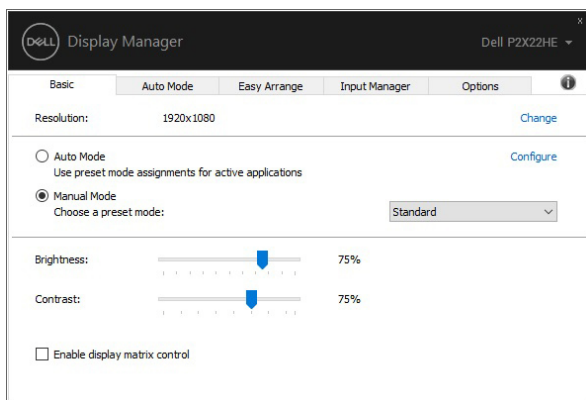 x
DELL Display Manager Dell P2X22HE
Basic Auto Mode Easy Arrange Input Manager Options i
Resolution: 1920x1080 Change
Auto Mode Configure
Use preset mode assignments for active applications
Manual Mode
Choose a preset mode: Standard
Brightness: 75%
Contrast: 75%
Enable display matrix control